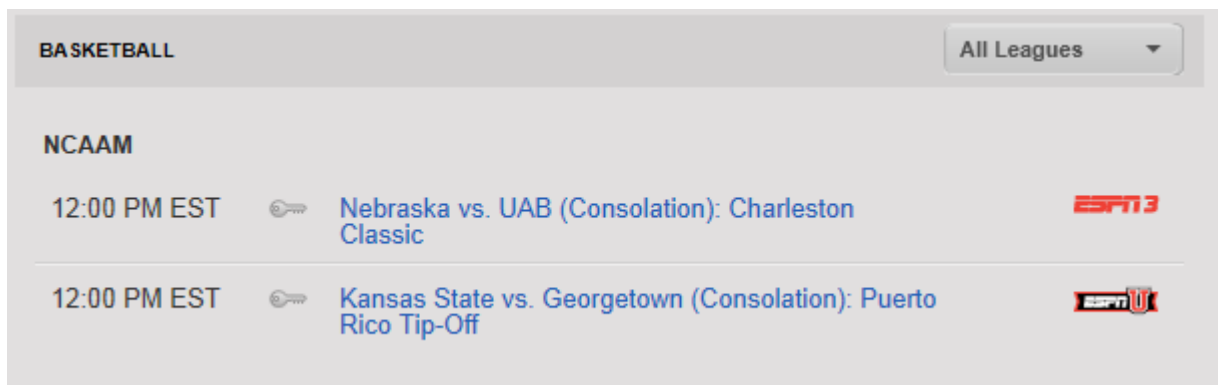 BASKETBALL
All Leagues
NCAAM
12:00 PM EST
Nebraska vs. UAB (Consolation): Charleston
Classic
ESPN3
12:00 PM EST
Kansas State vs. Georgetown (Consolation): Puerto
Rico Tip-Off
ESPNU